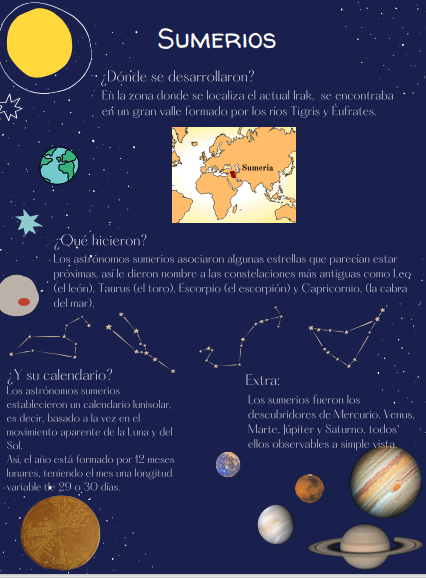 SUMERIOS
¿Dónde se desarrollaron?
En la zona donde se localiza el actual Irak, se encontraba
en un gran valle formado por los ríos Tigris y Éufrates.
Sumeria
¿Qué hicieron?
Los astrónomos sumerios asociaron algunas estrellas que parecían estar
próximas, así le dieron nombre a las constelaciones más antiguas como Leo
(el león), Taurus (el toro), Escorpio (el escorpión) y Capricornio, (la cabra
del mar).
¿Y su calendario?
Los astrónomos sumerios
establecieron un calendario lunisolar,
es decir, basado a la vez en el
movimiento aparente de la Luna y del
Sol.
Así, el año está formado por 12 meses
lunares, teniendo el mes una longitud
variable de 29 o 30 días.
Extra:
Los sumerios fueron los
descubridores de Mercurio, Venus,
Marte, Júpiter y Saturno, todos
ellos observables a simple vista.